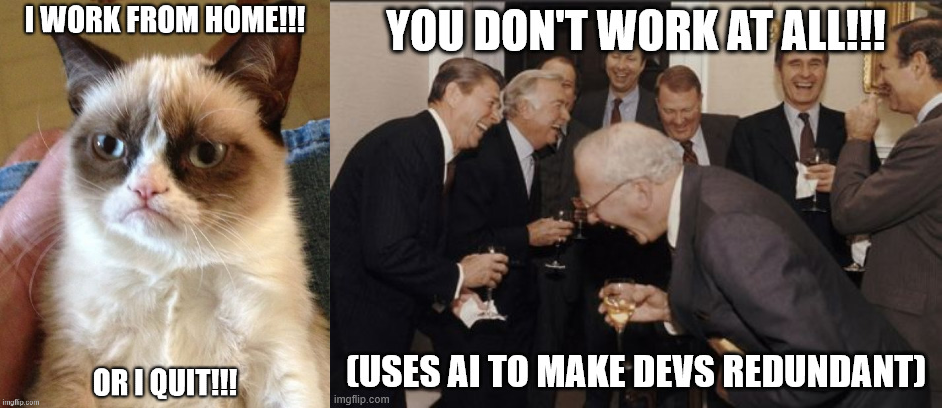 I WORK FROM HOME!!!
OR I QUIT!!!
imgflip.com
YOU DON'T WORK AT ALL!!!
(USES AI TO MAKE DEVS REDUNDANT)
imgflip.com